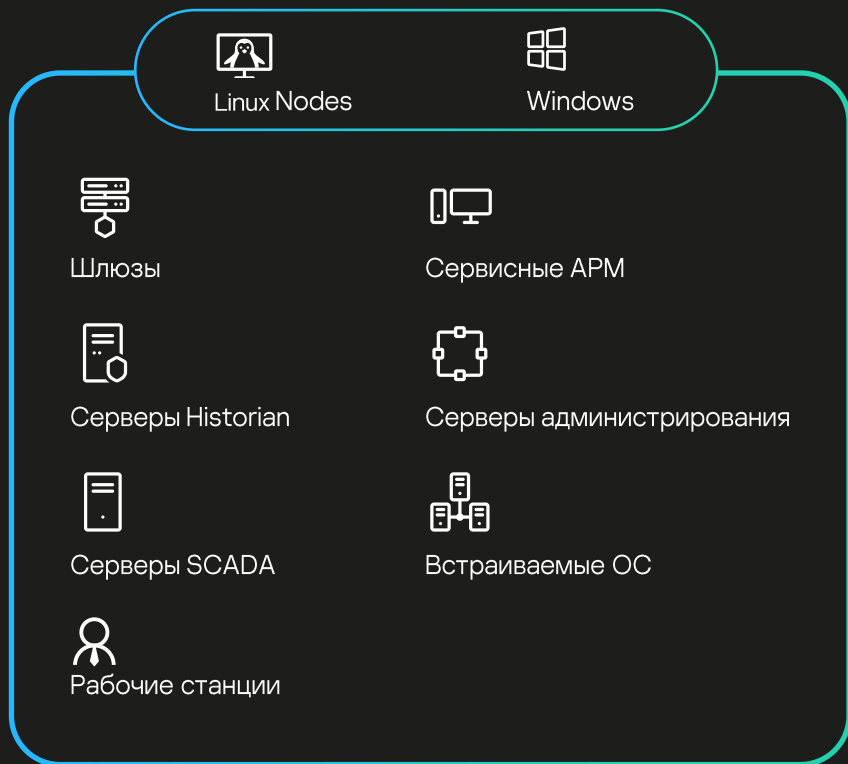 Linux Nodes
Windows
Шлюзы
Сервисные АРМ
Серверы Historian
Серверы администрирования
Серверы SCADA
Встраиваемые ОС
Рабочие станции